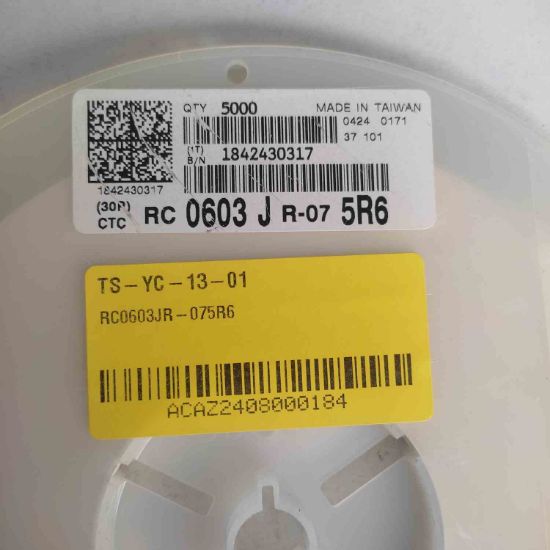 QTY 5000 MADE IN TAIWAN
0424 0171
37 101
(1T)
B/N 1842430317
1842430317
(30P)
CTC RC 0603 J R-07 5R6
TS-YC-13-01
RC0603JR-075R6
ACAZ2408000184